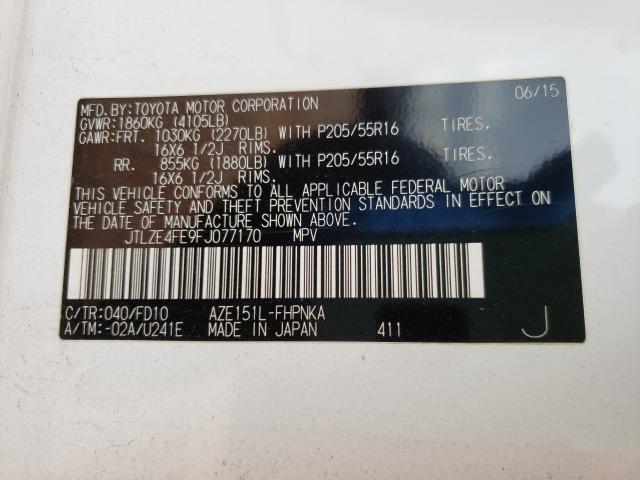 MFD.BY:TOYOTA MOTOR CORPORATION 06/15
GVWR:1860KG (4105LB)
GAWR:FRT. 1030KG (2270LB) WITH P205/55R16 TIRES.
16X6 1/2J RIMS.
RR. 855KG (1880LB) WITH P205/55R16 TIRES.
16X6 1/2J RIMS.
THIS VEHICLE CONFORMS TO ALL APPLICABLE FEDERAL MOTOR
VEHICLE SAFETY AND THEFT PREVENTION STANDARDS IN EFFECT ON
THE DATE OF MANUFACTURE SHOWN ABOVE.
JTLZE4FE9FJ077170 MPV
C/TR:040/FD10 AZE151L-FHPNKA
A/TM:-02A/U241E MADE IN JAPAN 411 J